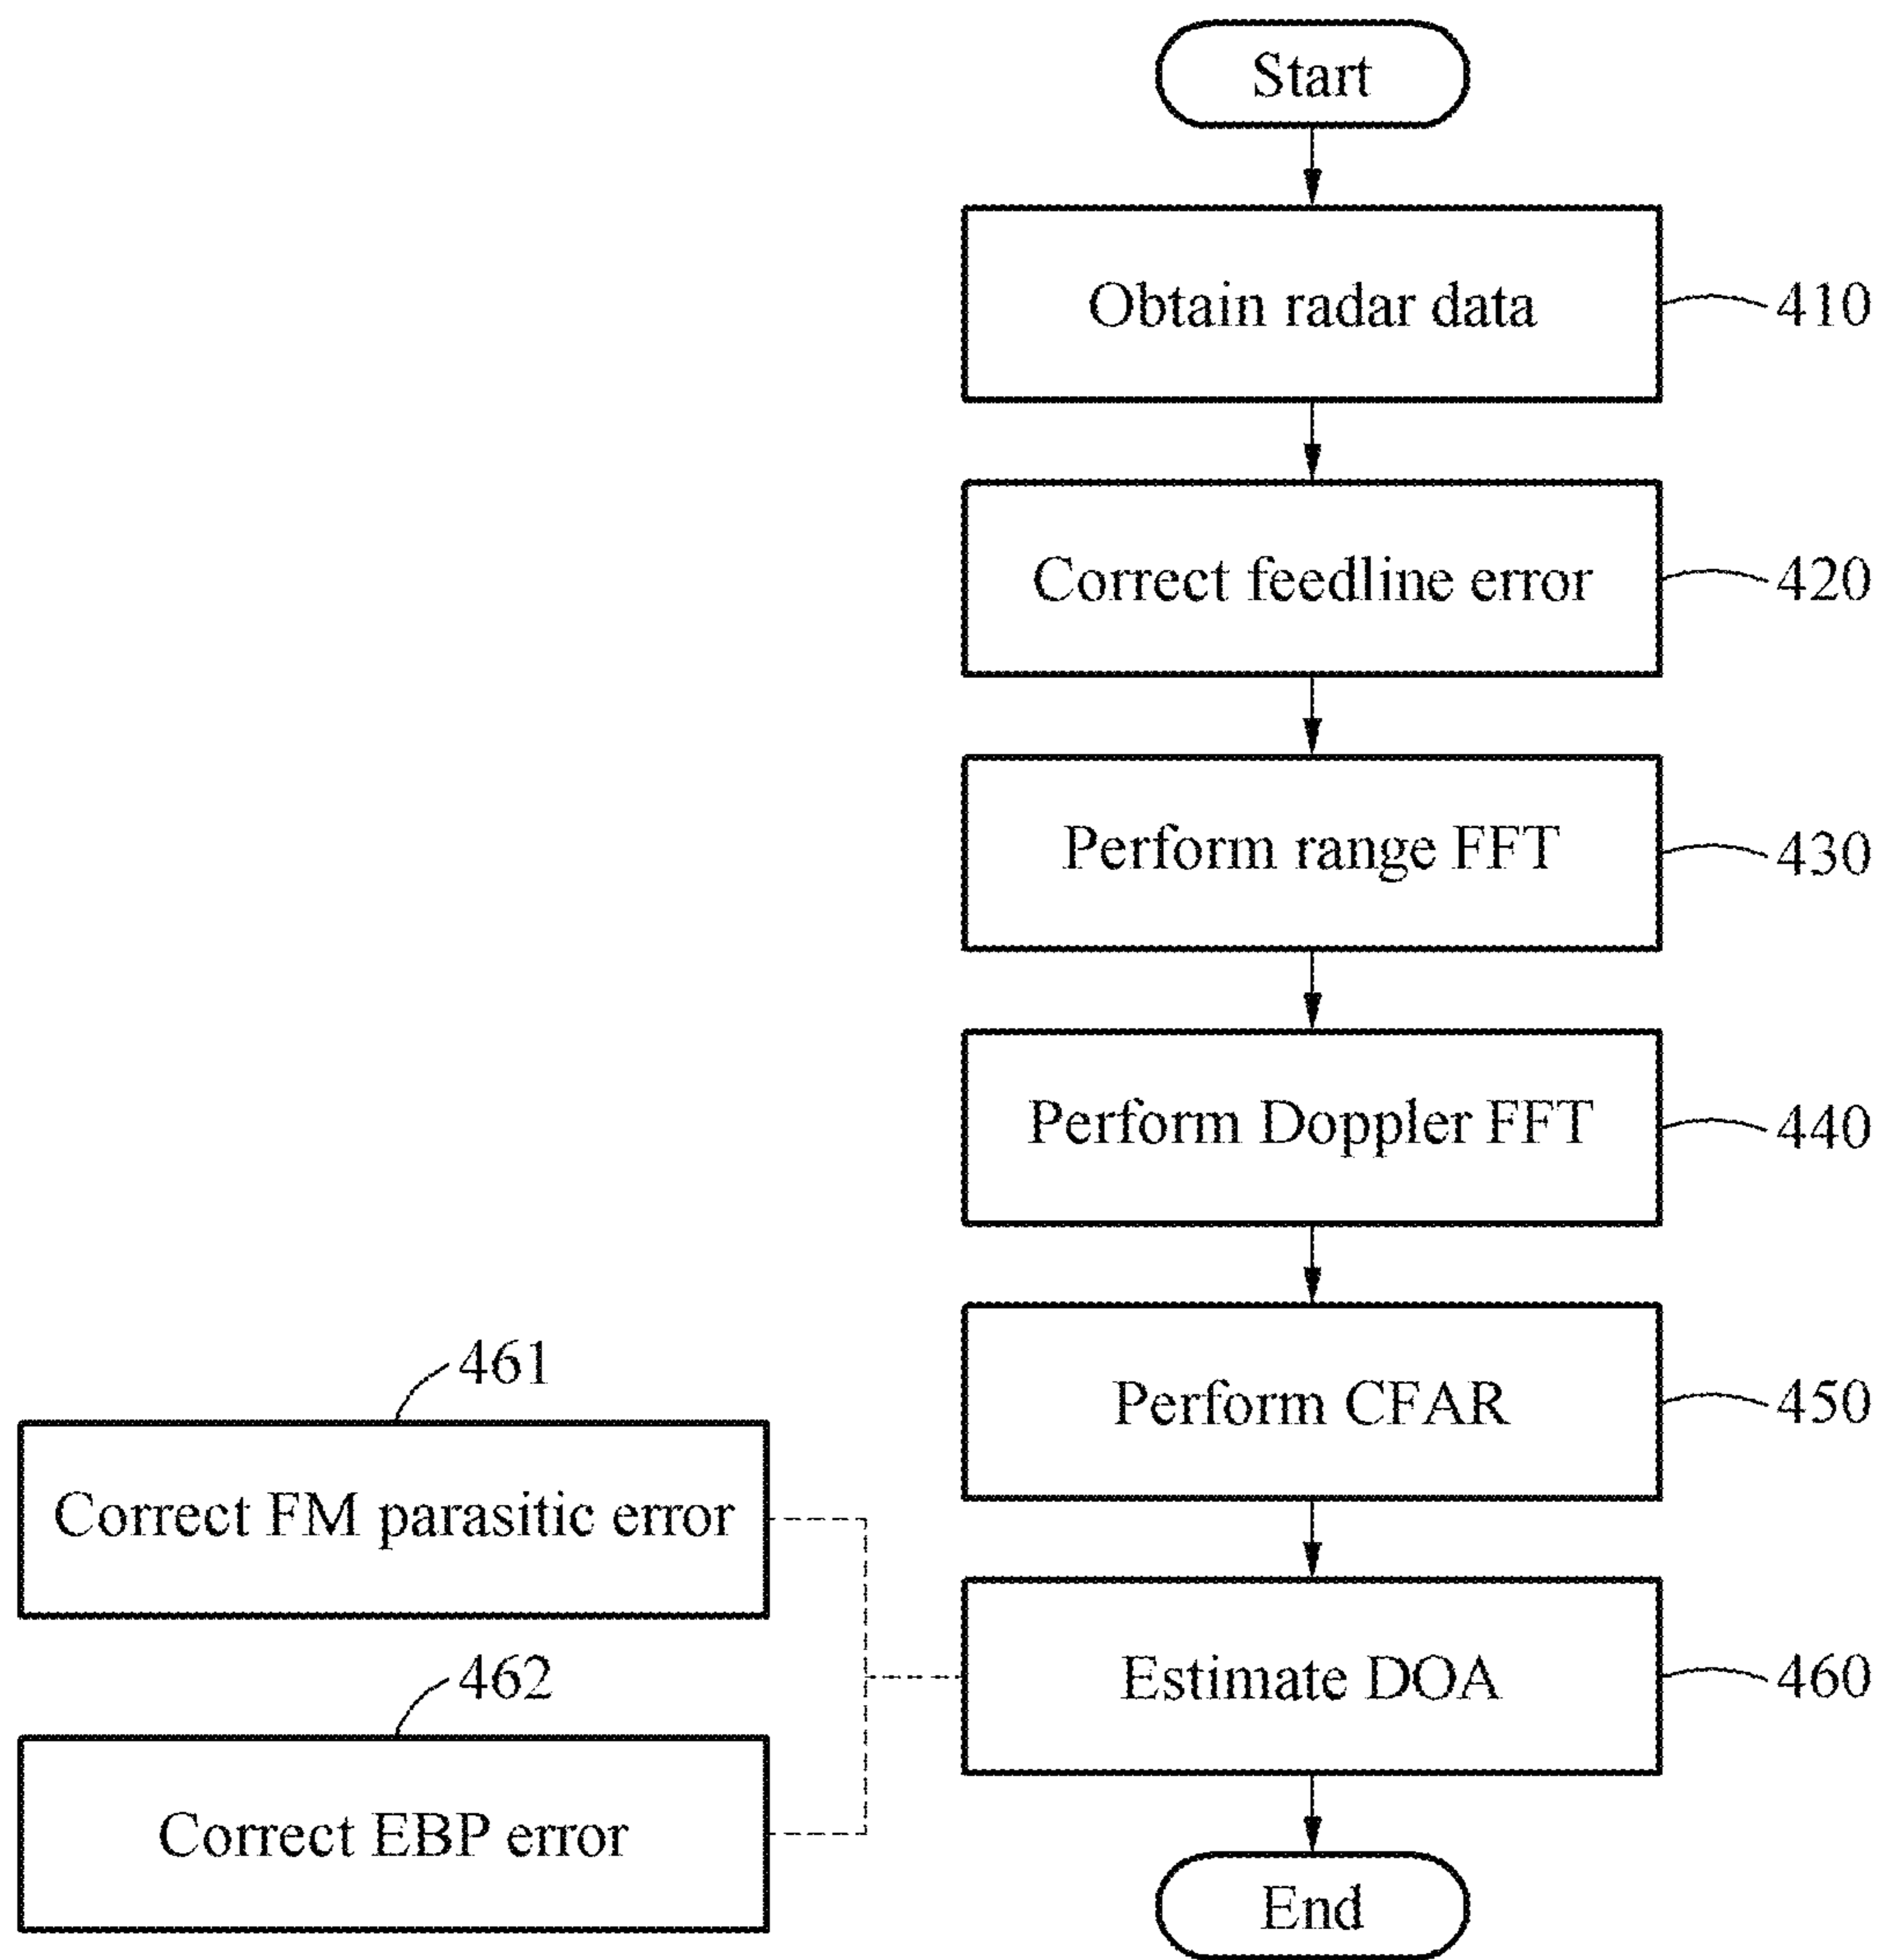 Start
Obtain radar data
410
Correct feedline error
420
Perform range FFT
430
Perform Doppler FFT
440
Perform CFAR
450
461
Correct FM parasitic error
Estimate DOA
460
462
Correct EBP error
End